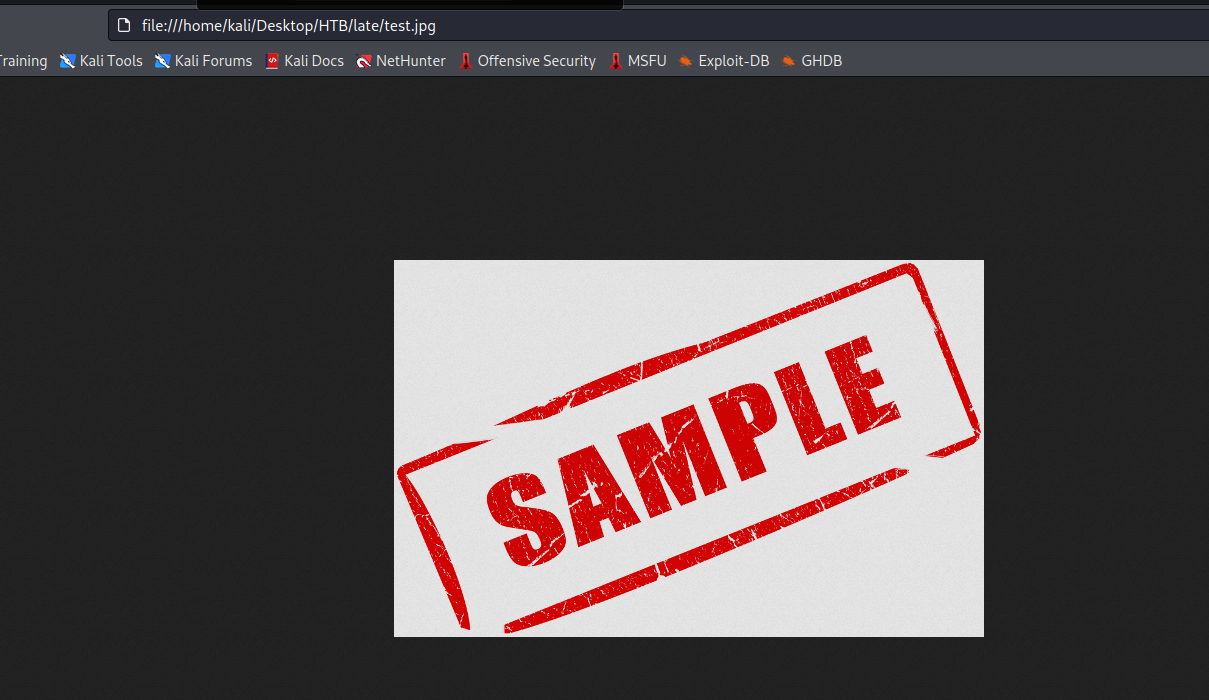 file:///home/kali/Desktop/HTB/late/test.jpg
Training Kali Tools Kali Forums Kali Docs NetHunter Offensive Security MSFU Exploit-DB GHDB
SAMPLE